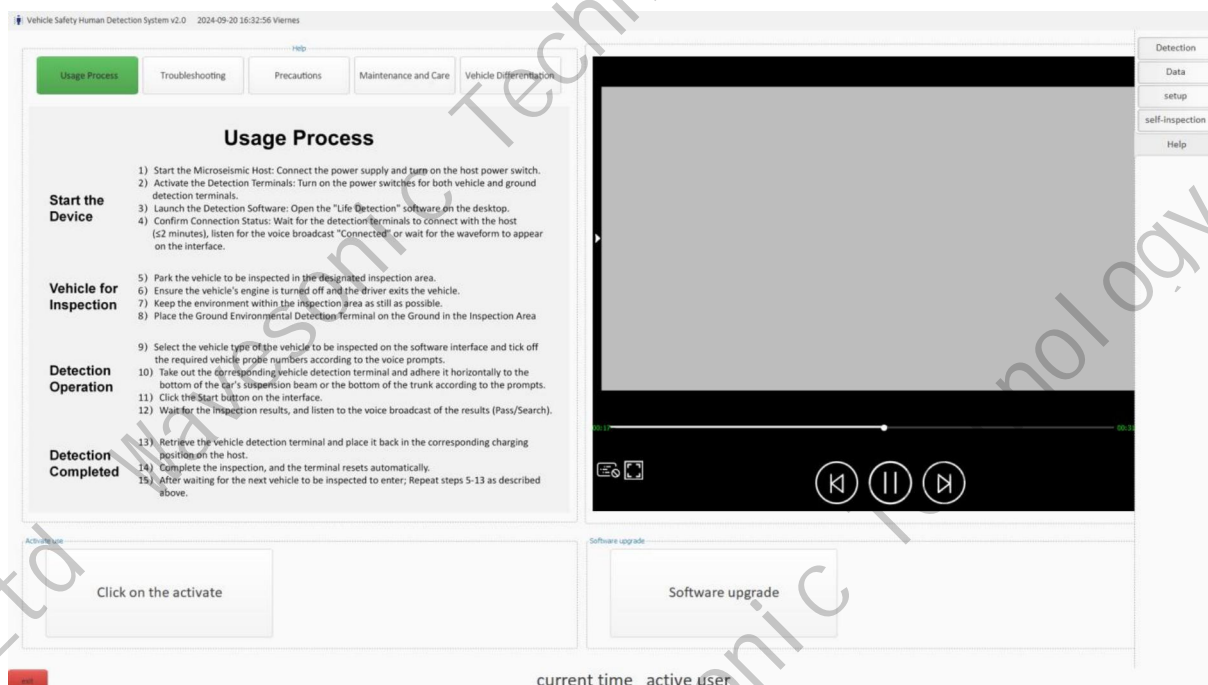 Vehicle Safety Human Detection System v2.0 2024-09-20 16:32:56 Viernes
Help
Usage Process
Troubleshooting
Precautions
Maintenance and Care
Vehicle Differentiation
Detection
Data
setup
self-inspection
Help
Usage Process
Start the
Device
1) Start the Microseismic Host: Connect the power supply and turn on the host power switch.
2) Activate the Detection Terminals: Turn on the power switches for both vehicle and ground
detection terminals.
3) Launch the Detection Software: Open the "Life Detection" software on the desktop.
4) Confirm Connection Status: Wait for the detection terminals to connect with the host
(≤2 minutes), listen for the voice broadcast "Connected" or wait for the waveform to appear
on the interface.
Vehicle for
Inspection
5) Park the vehicle to be inspected in the designated inspection area.
6) Ensure the vehicle's engine is turned off and the driver exits the vehicle.
7) Keep the environment within the inspection area as still as possible.
8) Place the Ground Environmental Detection Terminal on the Ground in the Inspection Area
Detection
Operation
9) Select the vehicle type of the vehicle to be inspected on the software interface and tick off
the required vehicle probe numbers according to the voice prompts.
10) Take out the corresponding vehicle detection terminal and adhere it horizontally to the
bottom of the car's suspension beam or the bottom of the trunk according to the prompts.
11) Click the Start button on the interface.
12) Wait for the inspection results, and listen to the voice broadcast of the results (Pass/Search).
Detection
Completed
13) Retrieve the vehicle detection terminal and place it back in the corresponding charging
position on the host.
14) Complete the inspection, and the terminal resets automatically.
15) After waiting for the next vehicle to be inspected to enter; Repeat steps 5-13 as described
above.
00:17
00:31
Activate use
Click on the activate
Software upgrade
Software upgrade
exit
current time active user
Wavesonic Technology
Ltd